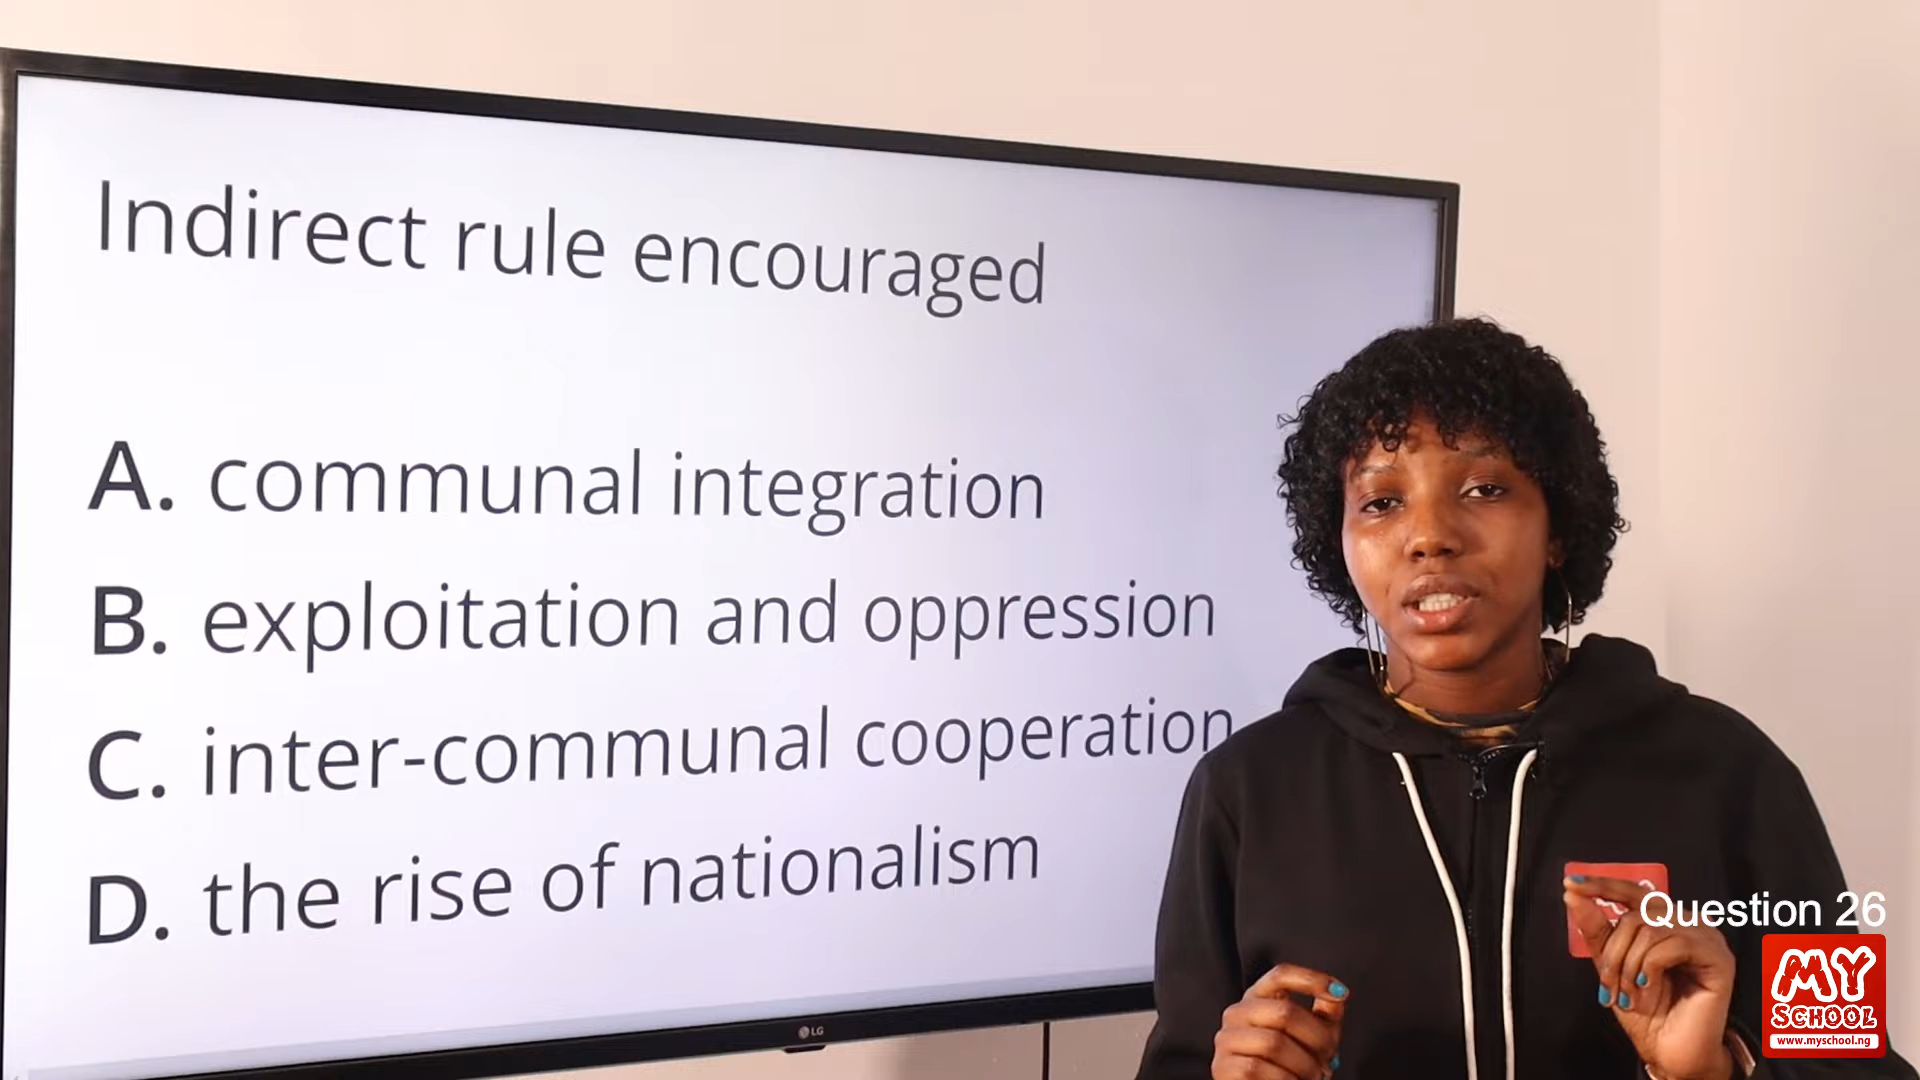 Indirect rule encouraged
A. communal integration
B. exploitation and oppression
C. inter-communal cooperation
D. the rise of nationalism
LG
Question 26
MY
SCHOOL
www.myschool.ng